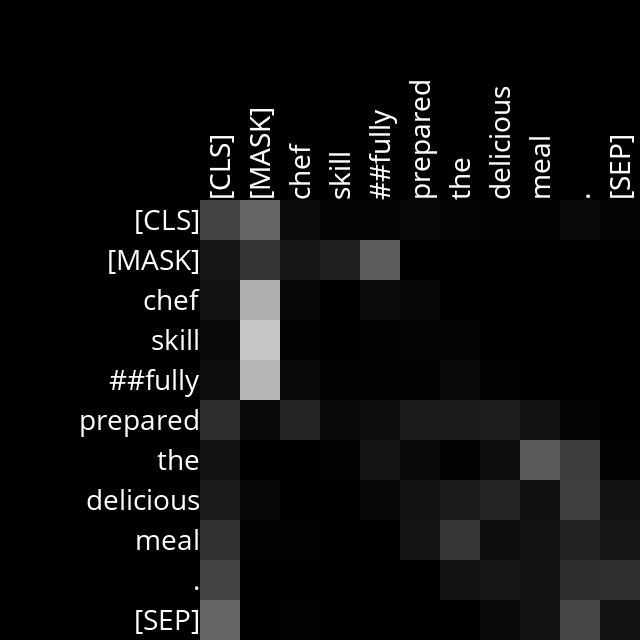 [CLS] [MASK] chef skill ##fully prepared the delicious meal . [SEP]
[CLS]
[MASK]
chef
skill
##fully
prepared
the
delicious
meal
.
[SEP]